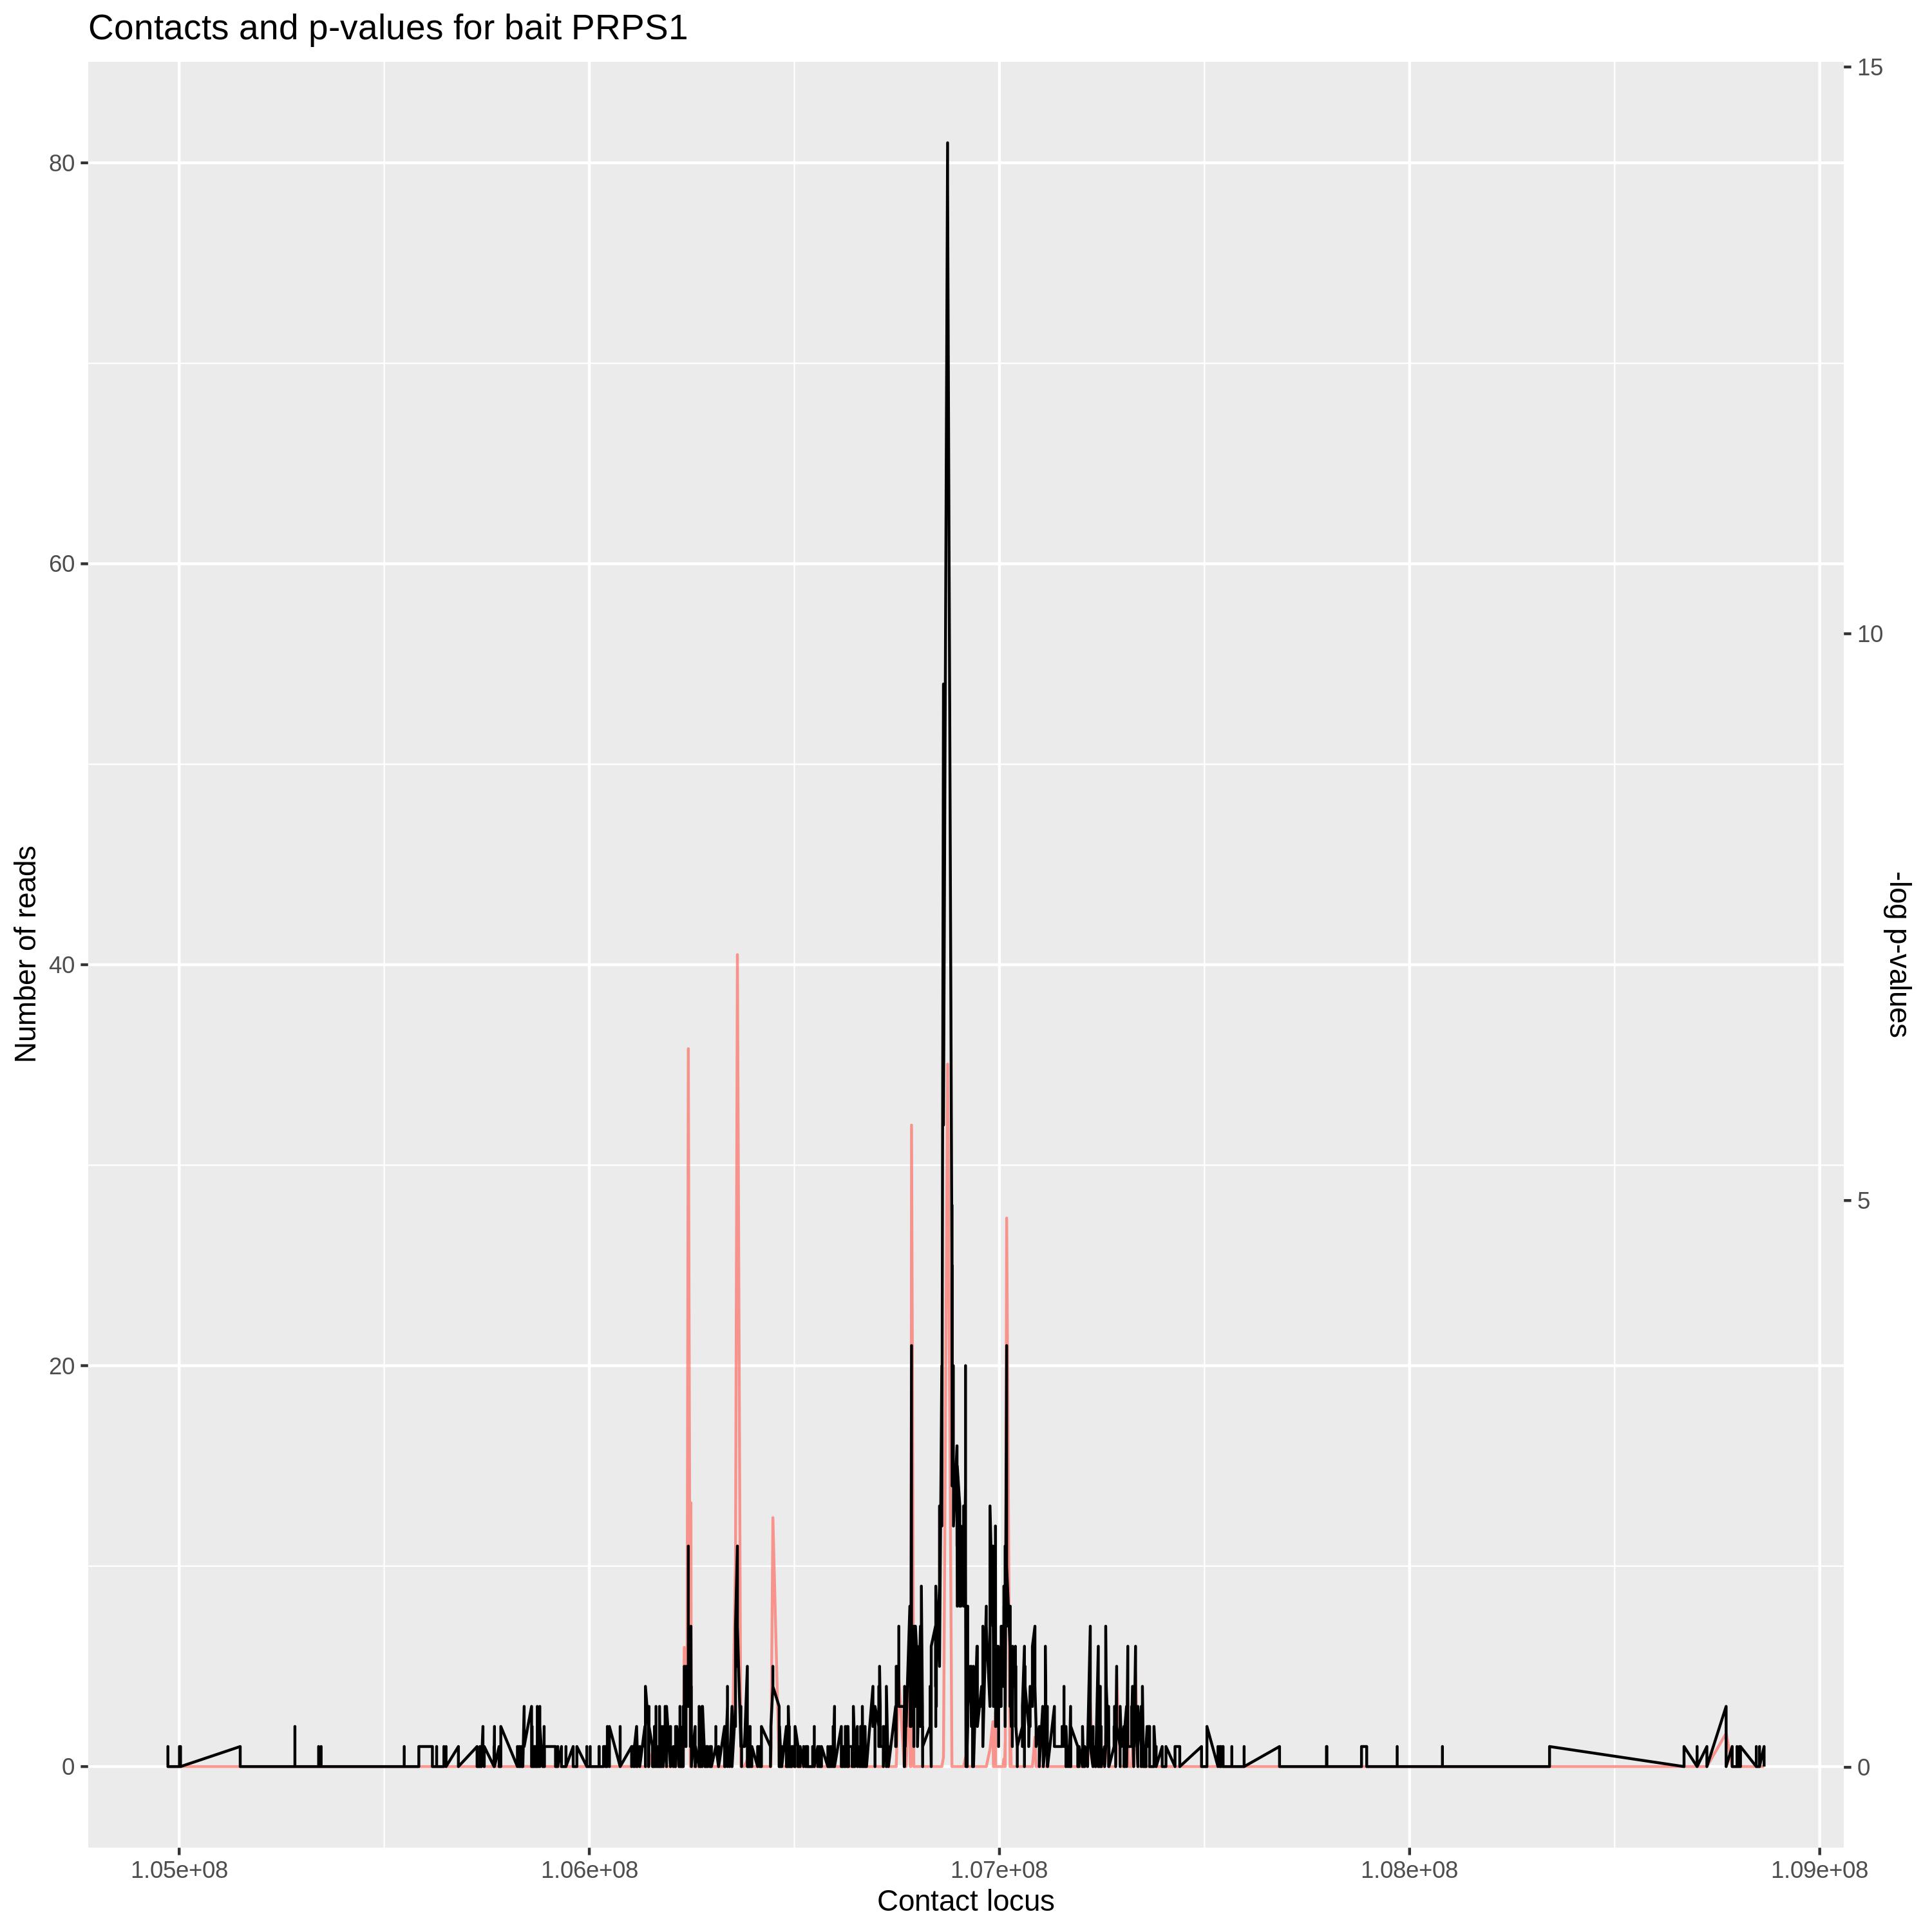 Contacts and p-values for bait PRPS1
15
80
10
60
Number of reads
-log p-values
40
5
20
0
0
1.05e+08 1.06e+08 1.07e+08 1.08e+08 1.09e+08
Contact locus